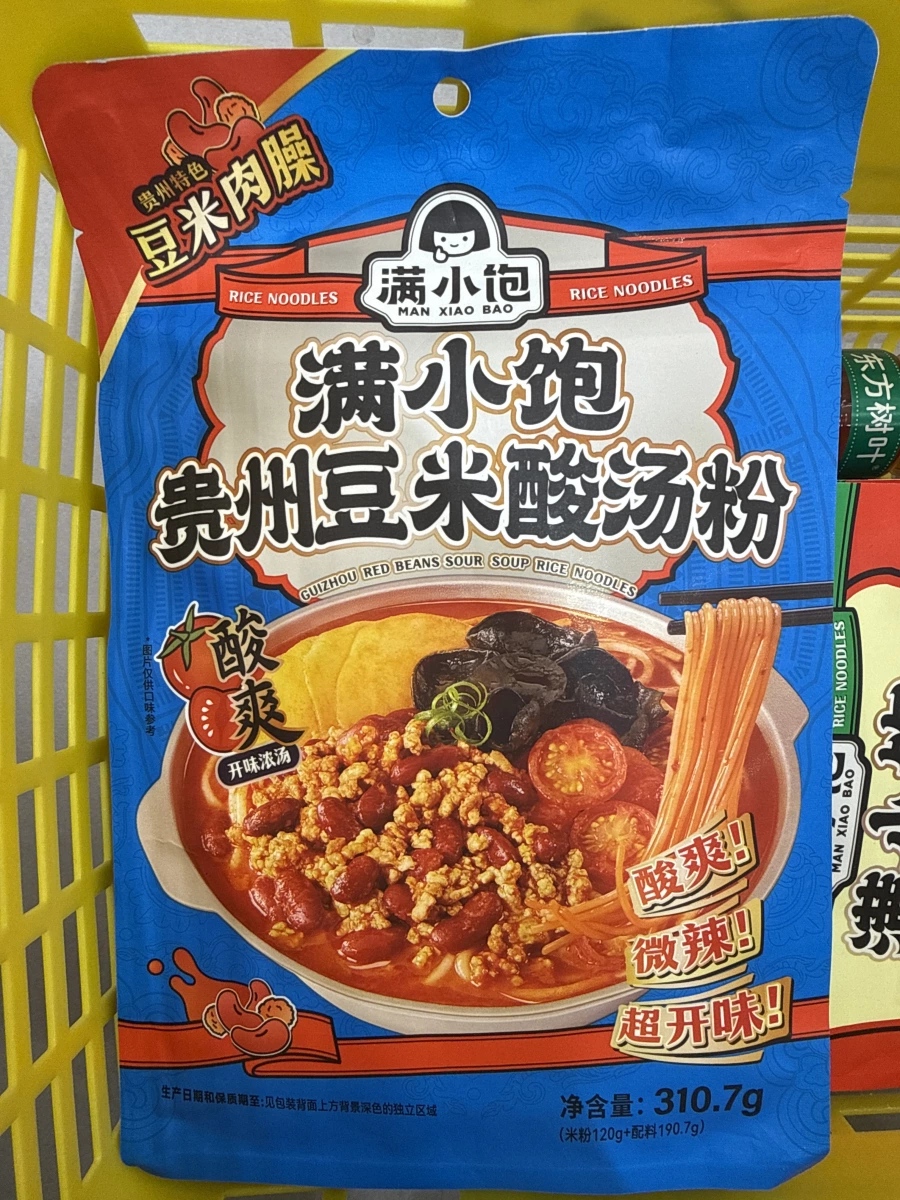 贵州特色
豆米肉臊
RICE NOODLES
满小饱
MAN XIAO BAO
RICE NOODLES
满小饱
贵州豆米酸汤粉
GUIZHOU RED BEANS SOUR SOUP RICE NOODLES
酸爽
开味浓汤
*图片仅供口味参考
酸爽!
微辣!
超开味!
生产日期和保质期至:见包装背面上方背景深色的独立区域
净含量: 310.7g
(米粉120g+配料190.7g)
东方树叶
RICE NOODLES
MAN XIAO BAO
满小